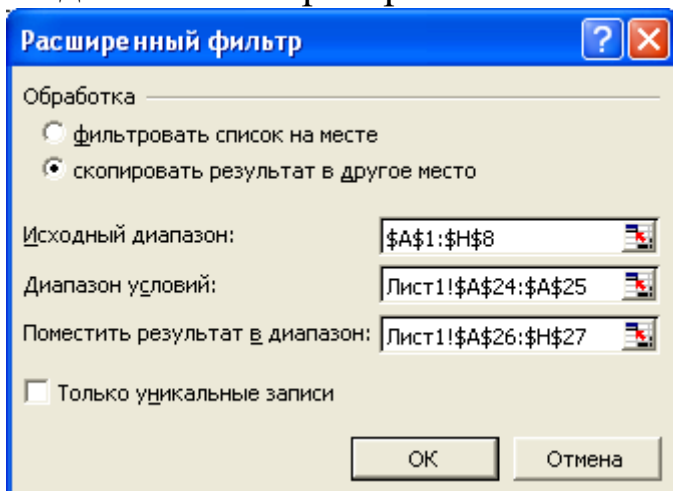 Расширенный фильтр
Обработка
фильтровать список на месте
скопировать результат в другое место
Исходный диапазон: $A$1:$H$8
Диапазон условий: Лист1!$A$24:$A$25
Поместить результат в диапазон: Лист1!$A$26:$H$27
Только уникальные записи
ОК Отмена